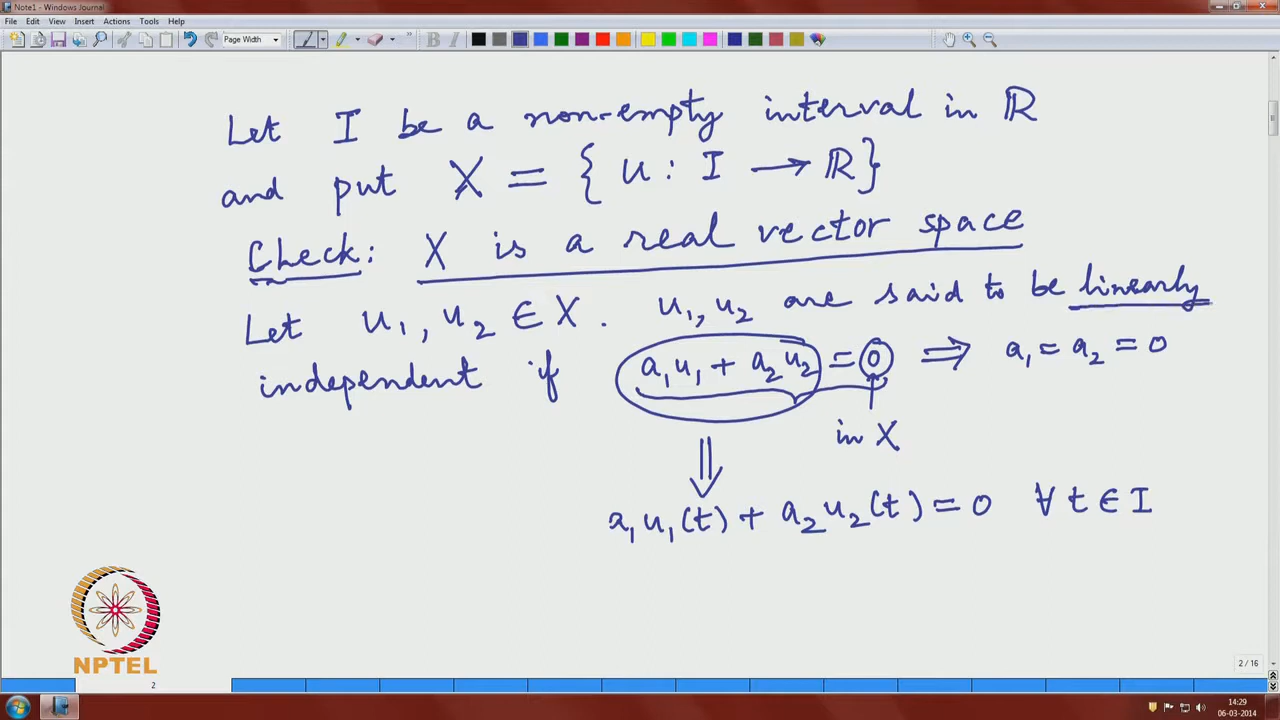 Note1 - Windows Journal
File Edit View Insert Actions Tools Help
Page Width
Let I be a non-empty interval in ℝ
and put X = { u : I → ℝ}
Check: X is a real vector space
Let u₁, u₂ ∈ X. u₁, u₂ are said to be linearly
independent if a₁u₁ + a₂u₂ = 0 ⟹ a₁ = a₂ = 0
in X
⇓
a₁u₁(t) + a₂u₂(t) = 0 ∀ t ∈ I
NPTEL
2 / 16
2
14:29
06-03-2014